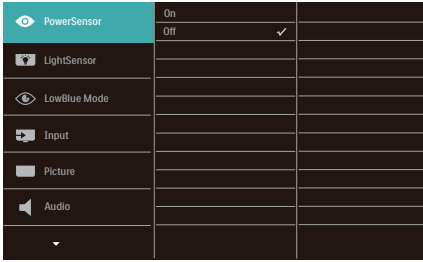 PowerSensor
On
Off
LightSensor
LowBlue Mode
Input
Picture
Audio